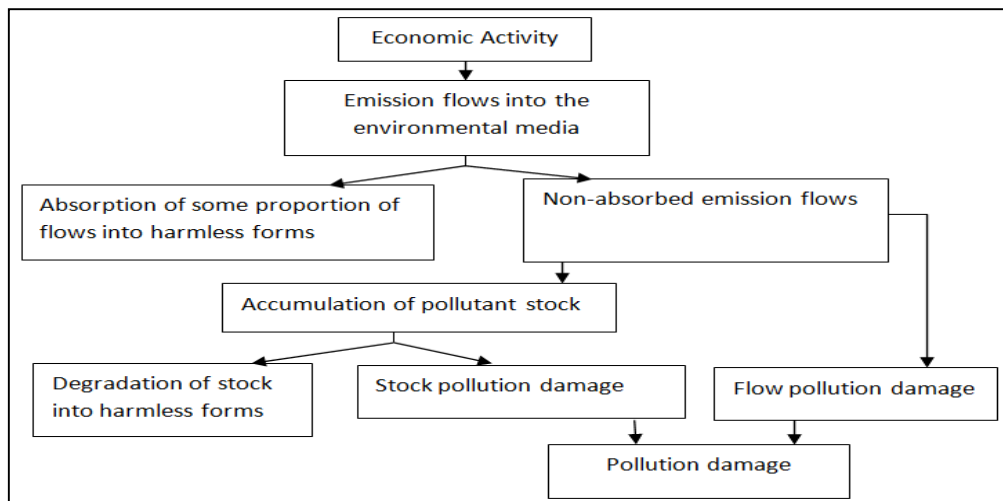 Economic Activity
Emission flows into the
environmental media
Absorption of some proportion of
flows into harmless forms
Non-absorbed emission flows
Accumulation of pollutant stock
Degradation of stock
into harmless forms
Stock pollution damage
Flow pollution damage
Pollution damage